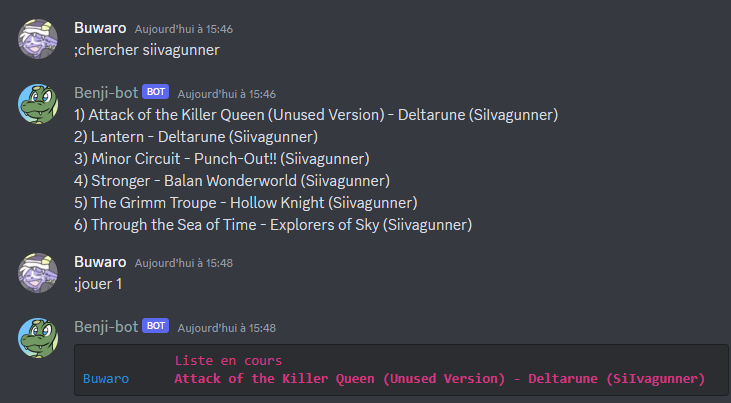 Buwaro Aujourd'hui à 15:46
;chercher siivagunner
Benji-bot BOT Aujourd'hui à 15:46
1) Attack of the Killer Queen (Unused Version) - Deltarune (SiIvagunner)
2) Lantern - Deltarune (Siivagunner)
3) Minor Circuit - Punch-Out!! (Siivagunner)
4) Stronger - Balan Wonderworld (Siivagunner)
5) The Grimm Troupe - Hollow Knight (Siivagunner)
6) Through the Sea of Time - Explorers of Sky (Siivagunner)
Buwaro Aujourd'hui à 15:48
;jouer 1
Benji-bot BOT Aujourd'hui à 15:48
Liste en cours
Buwaro Attack of the Killer Queen (Unused Version) - Deltarune (SiIvagunner)